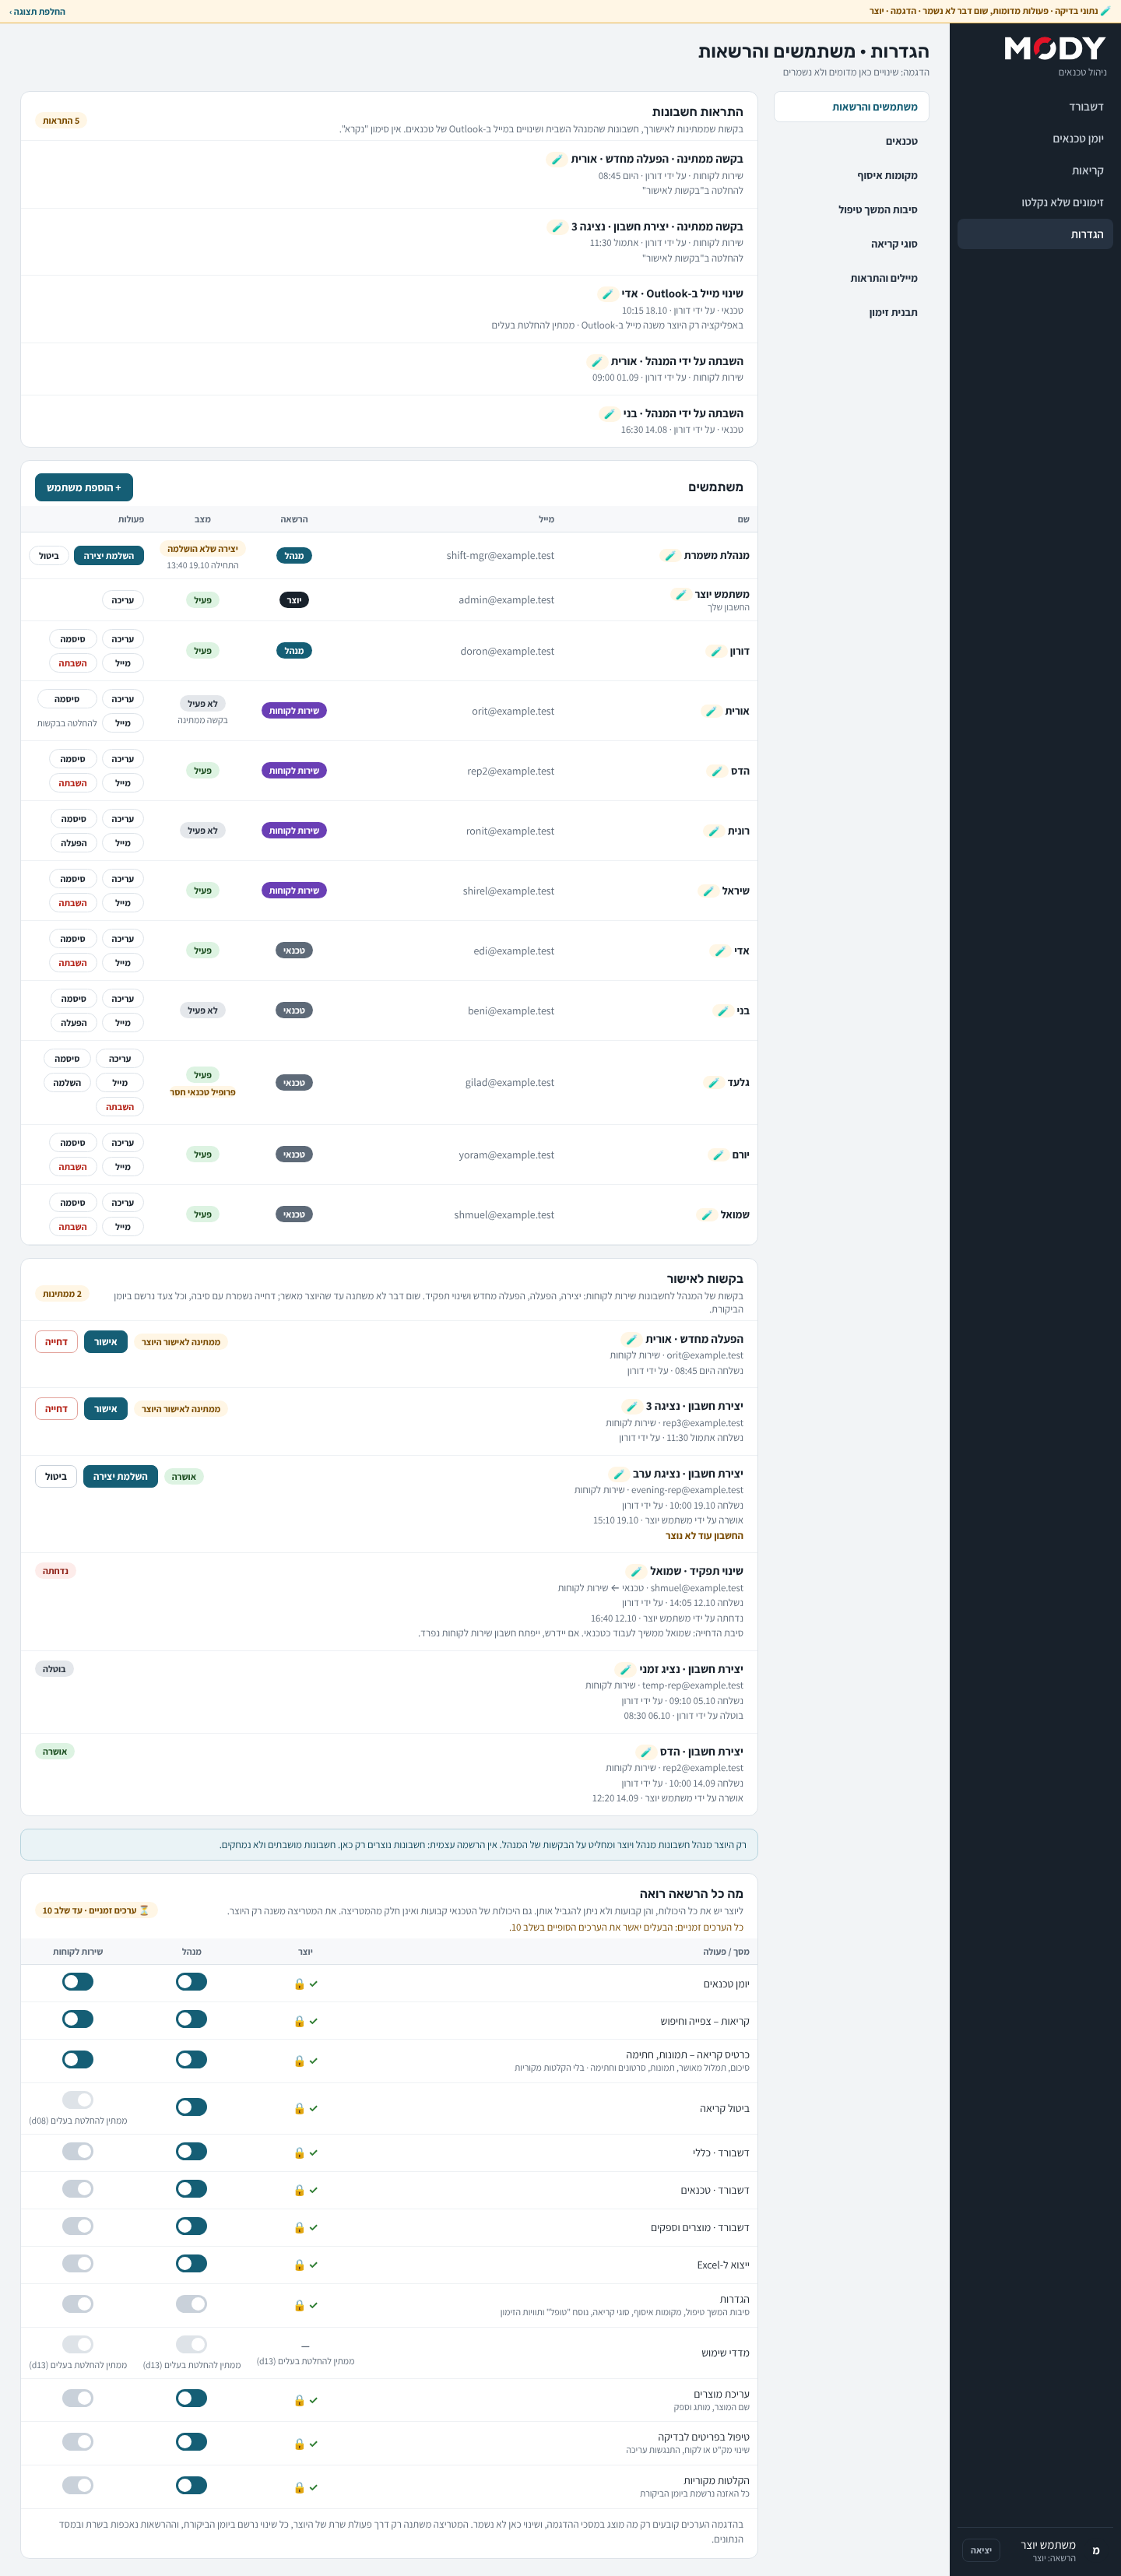 נתוני בדיקה · פעולות מדומות, שום דבר לא נשמר · הדגמה · יוצר
החלפת תצוגה ›
MODY
ניהול טכנאים
דשבורד
יומן טכנאים
קריאות
זימונים שלא נקלטו
הגדרות
הגדרות • משתמשים והרשאות
הדגמה: שינויים כאן מדומים ולא נשמרים
משתמשים והרשאות
טכנאים
מקומות איסוף
סיבות המשך טיפול
סוגי קריאה
מיילים והתראות
תבנית זימון
התראות חשבונות
בקשות שממתינות לאישורך, חשבונות שהמנהל השבית ושינויים במייל ב-Outlook של טכנאים. אין סימון "נקרא".
5 התראות
בקשה ממתינה · הפעלה מחדש · אורית
שירות לקוחות · על ידי דורון · היום 08:45
להחלטה ב"בקשות לאישור"
בקשה ממתינה · יצירת חשבון · נציגה 3
שירות לקוחות · על ידי דורון · אתמול 11:30
להחלטה ב"בקשות לאישור"
שינוי מייל ב-Outlook · אדי
טכנאי · על ידי דורון · 18.10 10:15
באפליקציה רק היוצר משנה מייל ב-Outlook · ממתין להחלטת בעלים
השבתה על ידי המנהל · אורית
שירות לקוחות · על ידי דורון · 01.09 09:00
השבתה על ידי המנהל · בני
טכנאי · על ידי דורון · 14.08 16:30
משתמשים
+ הוספת משתמש
שם מייל הרשאה מצב פעולות
מנהלת משמרת shift-mgr@example.test מנהל יצירה שלא הושלמה השלמת יצירה ביטול
התחילה 19.10 13:40
משתמש יוצר admin@example.test יוצר פעיל עריכה
החשבון שלך
דורון doron@example.test מנהל פעיל עריכה סיסמה
מייל השבתה
אורית orit@example.test שירות לקוחות לא פעיל עריכה סיסמה
בקשה ממתינה מייל להחלטה בבקשות
הדס rep2@example.test שירות לקוחות פעיל עריכה סיסמה
מייל השבתה
רונית ronit@example.test שירות לקוחות לא פעיל עריכה סיסמה
מייל הפעלה
שיראל shirel@example.test שירות לקוחות פעיל עריכה סיסמה
מייל השבתה
אדי edi@example.test טכנאי פעיל עריכה סיסמה
מייל השבתה
בני beni@example.test טכנאי לא פעיל עריכה סיסמה
מייל הפעלה
גלעד gilad@example.test טכנאי פעיל עריכה סיסמה
פרופיל טכנאי חסר מייל השלמה
השבתה
יורם yoram@example.test טכנאי פעיל עריכה סיסמה
מייל השבתה
שמואל shmuel@example.test טכנאי פעיל עריכה סיסמה
מייל השבתה
בקשות לאישור
בקשות של המנהל לחשבונות שירות לקוחות: יצירה, הפעלה, הפעלה מחדש ושינוי תפקיד. שום דבר לא משתנה עד שהיוצר מאשר; דחייה נשמרת עם סיבה, וכל צעד נרשם ביומן
הביקורת.
2 ממתינות
הפעלה מחדש · אורית
orit@example.test · שירות לקוחות
נשלחה היום 08:45 · על ידי דורון
ממתינה לאישור היוצר אישור דחייה
יצירת חשבון · נציגה 3
rep3@example.test · שירות לקוחות
נשלחה אתמול 11:30 · על ידי דורון
ממתינה לאישור היוצר אישור דחייה
יצירת חשבון · נציגת ערב
evening-rep@example.test · שירות לקוחות
נשלחה 19.10 10:00 · על ידי דורון
אושרה על ידי משתמש יוצר · 19.10 15:10
החשבון עוד לא נוצר
אושרה השלמת יצירה ביטול
שינוי תפקיד · שמואל
shmuel@example.test · טכנאי ← שירות לקוחות
נשלחה 12.10 14:05 · על ידי דורון
נדחתה על ידי משתמש יוצר · 12.10 16:40
סיבת הדחייה: שמואל ממשיך לעבוד כטכנאי. אם יידרש, ייפתח חשבון שירות לקוחות נפרד.
נדחתה
יצירת חשבון · נציג זמני
temp-rep@example.test · שירות לקוחות
נשלחה 05.10 09:10 · על ידי דורון
בוטלה על ידי דורון · 06.10 08:30
בוטלה
יצירת חשבון · הדס
rep2@example.test · שירות לקוחות
נשלחה 14.09 10:00 · על ידי דורון
אושרה על ידי משתמש יוצר · 14.09 12:20
אושרה
רק היוצר מנהל חשבונות מנהל ויוצר ומחליט על הבקשות של המנהל. אין הרשמה עצמית: חשבונות נוצרים רק כאן. חשבונות מושבתים ולא נמחקים.
מה כל הרשאה רואה
ליוצר יש את כל היכולות, והן קבועות ולא ניתן להגביל אותן. גם היכולות של הטכנאי קבועות ואינן חלק מהמטריצה. את המטריצה משנה רק היוצר.
כל הערכים זמניים: הבעלים יאשר את הערכים הסופיים בשלב 10.
⏳ ערכים זמניים · עד שלב 10
מסך / פעולה יוצר מנהל שירות לקוחות
יומן טכנאים ✓
קריאות – צפייה וחיפוש ✓
כרטיס קריאה – תמונות, חתימה ✓
סיכום, תמלול מאושר, תמונות, סרטונים וחתימה · בלי הקלטות מקוריות
ביטול קריאה ✓
ממתין להחלטת בעלים (d08)
דשבורד · כללי ✓
דשבורד · טכנאים ✓
דשבורד · מוצרים וספקים ✓
ייצוא ל-Excel ✓
הגדרות ✓
סיבות המשך טיפול, מקומות איסוף, סוגי קריאה, נוסח "טופל" ותוויות הזימון
מדדי שימוש —
ממתין להחלטת בעלים (d13) ממתין להחלטת בעלים (d13) ממתין להחלטת בעלים (d13)
עריכת מוצרים ✓
שם המוצר, מותג וספק
טיפול בפריטים לבדיקה ✓
שינוי מק"ט או לקוח, התנגשות עריכה
הקלטות מקוריות ✓
כל האזנה נרשמת ביומן הביקורת
בהדגמה הערכים קובעים רק מה מוצג במסכי ההדגמה, ושינוי כאן לא נשמר. המטריצה משתנה רק דרך פעולת שרת של היוצר, כל שינוי נרשם ביומן הביקורת, וההרשאות נאכפות בשרת ובמסד
הנתונים.
מ
משתמש יוצר
הרשאה: יוצר
יציאה